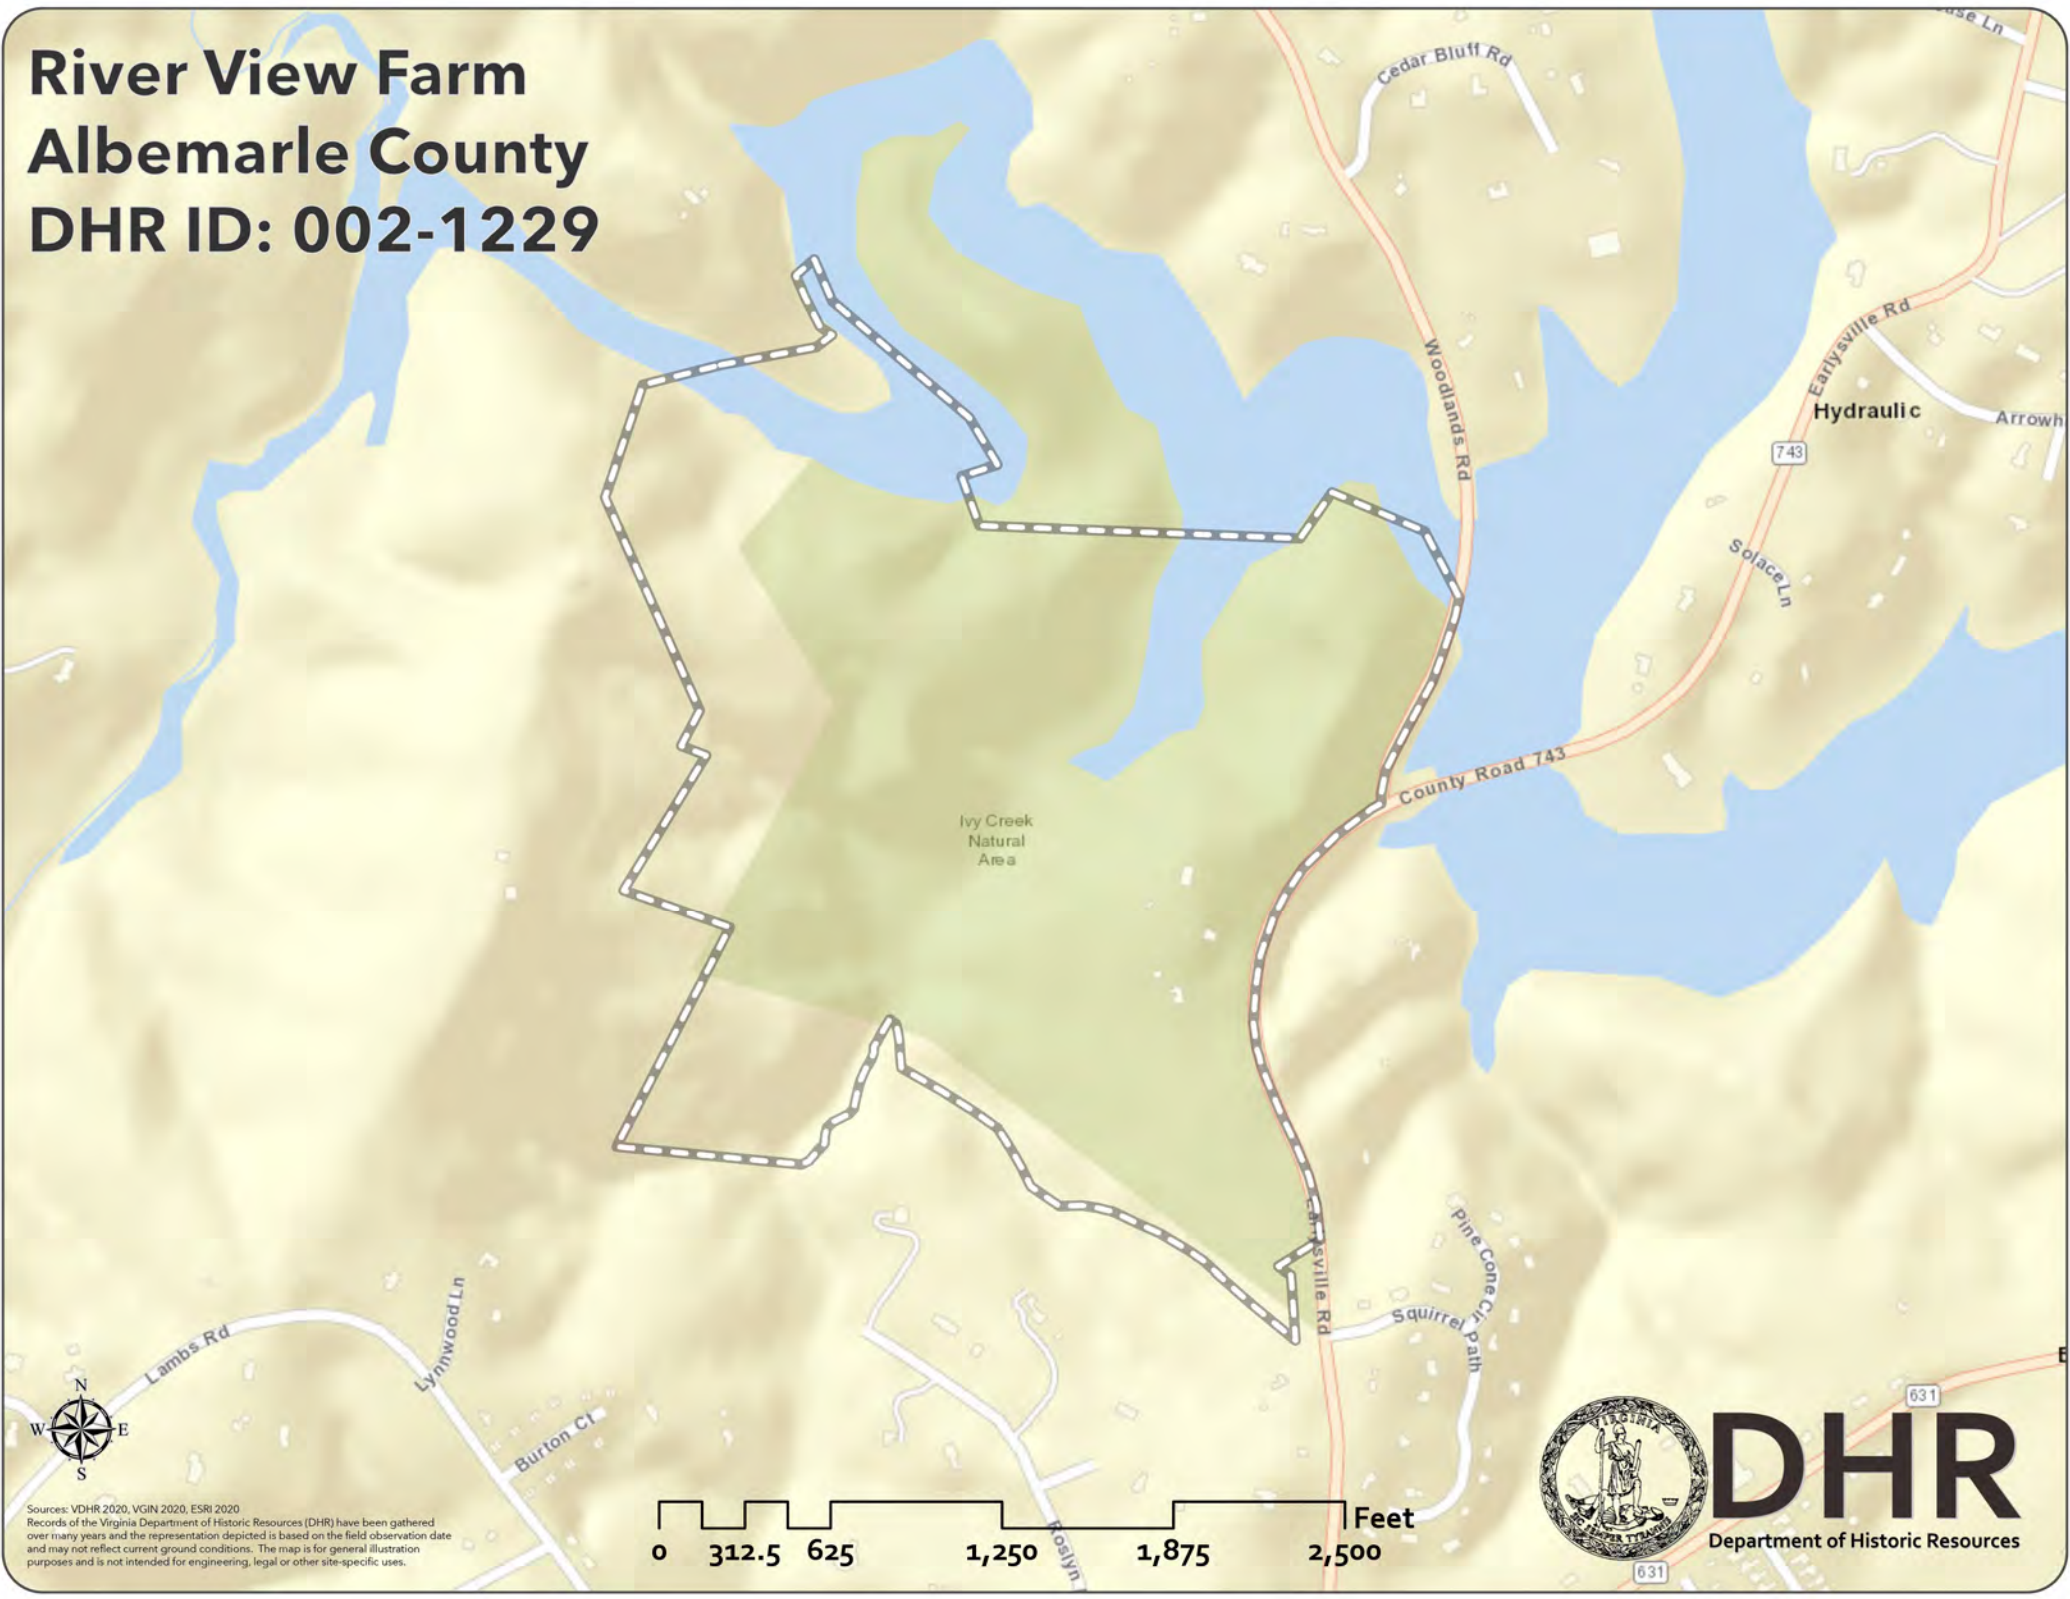 River View Farm
Albemarle County
DHR ID: 002-1229
Cedar Bluff Rd
Woodlands Rd
Earlysville Rd
Hydraulic
Arrowh
743
Solace Ln
County Road 743
Ivy Creek
Natural
Area
Pine Cone Cir
Squirrel Path
Lambs Rd
Lynnwood Ln
Burton Ct
Roslyn
631
631
N
W E
S
Sources: VDHR 2020, VGIN 2020, ESRI 2020
Records of the Virginia Department of Historic Resources (DHR) have been gathered
over many years and the representation depicted is based on the field observation date
and may not reflect current ground conditions. The map is for general illustration
purposes and is not intended for engineering, legal or other site-specific uses.
Feet
0 312.5 625 1,250 1,875 2,500
VIRGINIA
SIC SEMPER TYRANNIS
DHR
Department of Historic Resources